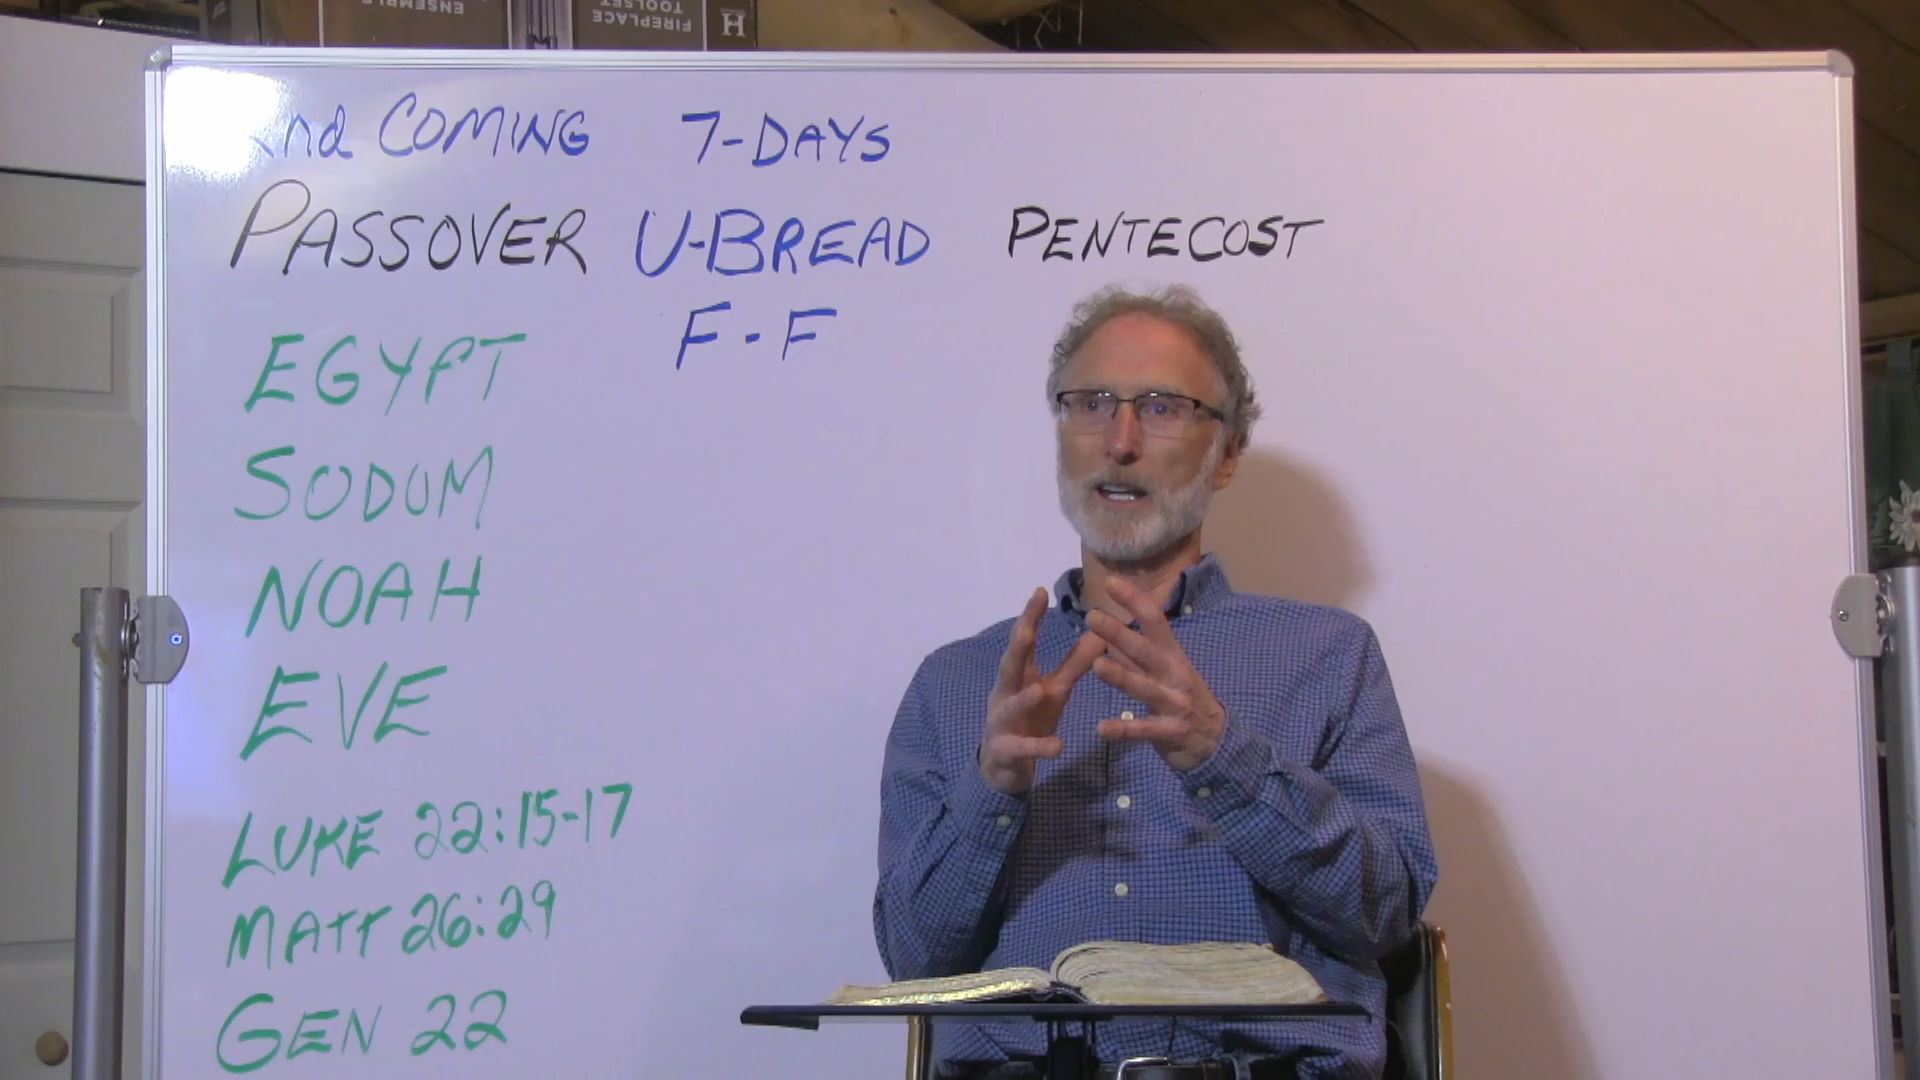 ENSEMBLE
FIREPLACE
TOOLSET
H
2nd COMING 7-DAYS
PASSOVER U-BREAD PENTECOST
F-F
EGYPT
SODUM
NOAH
EVE
LUKE 22:15-17
MATT 26:29
GEN 22